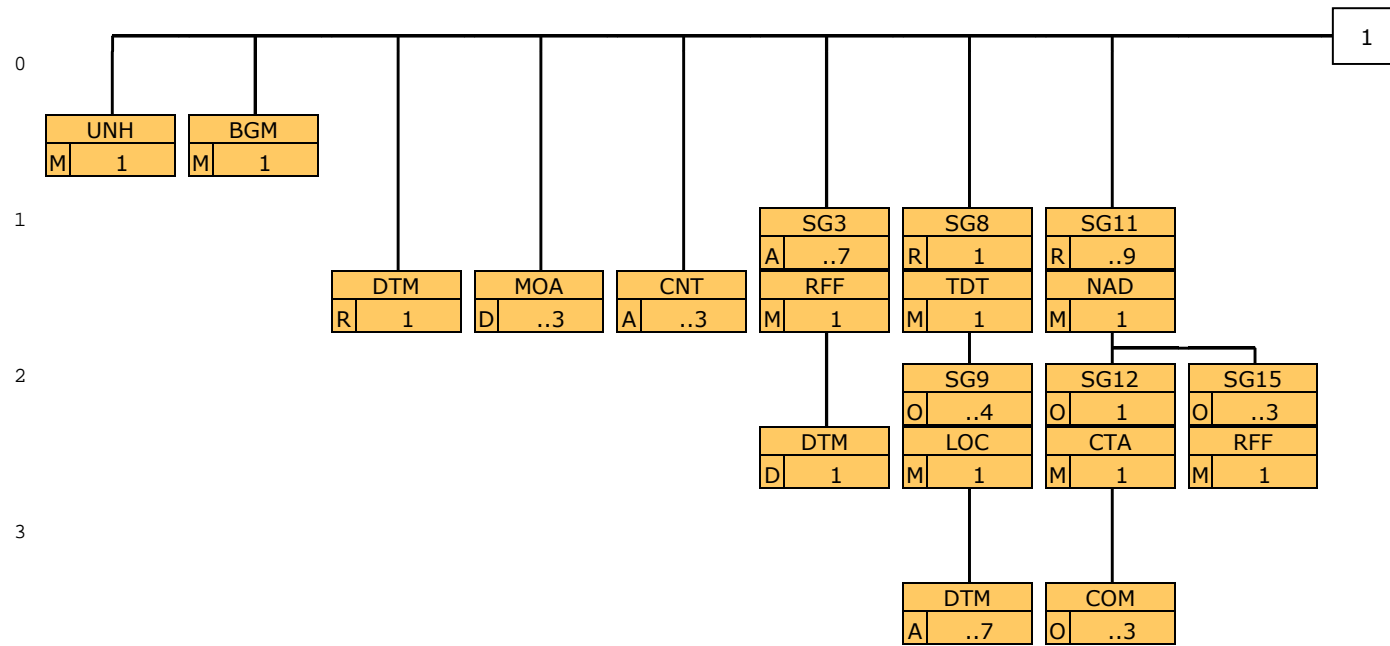 1
0
UNH BGM
M 1 M 1
1
SG3 SG8 SG11
A ..7 R 1 R ..9
DTM MOA CNT RFF TDT NAD
R 1 D ..3 A ..3 M 1 M 1 M 1
2
SG9 SG12 SG15
O ..4 O 1 O ..3
DTM LOC CTA RFF
D 1 M 1 M 1 M 1
3
DTM COM
A ..7 O ..3